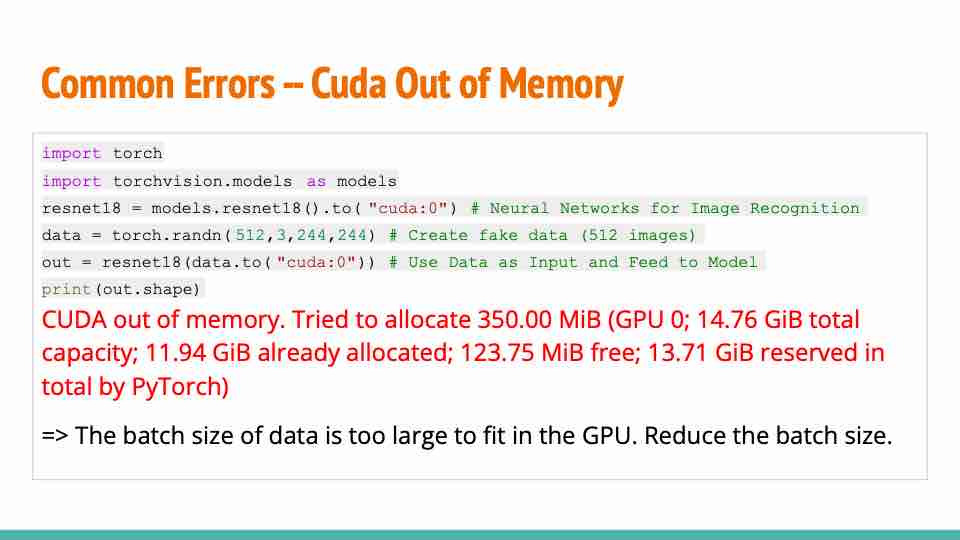 Common Errors -- Cuda Out of Memory
import torch
import torchvision.models as models
resnet18 = models.resnet18().to( "cuda:0") # Neural Networks for Image Recognition
data = torch.randn( 512,3,244,244) # Create fake data (512 images)
out = resnet18(data.to( "cuda:0")) # Use Data as Input and Feed to Model
print(out.shape)
CUDA out of memory. Tried to allocate 350.00 MiB (GPU 0; 14.76 GiB total
capacity; 11.94 GiB already allocated; 123.75 MiB free; 13.71 GiB reserved in
total by PyTorch)
=> The batch size of data is too large to fit in the GPU. Reduce the batch size.